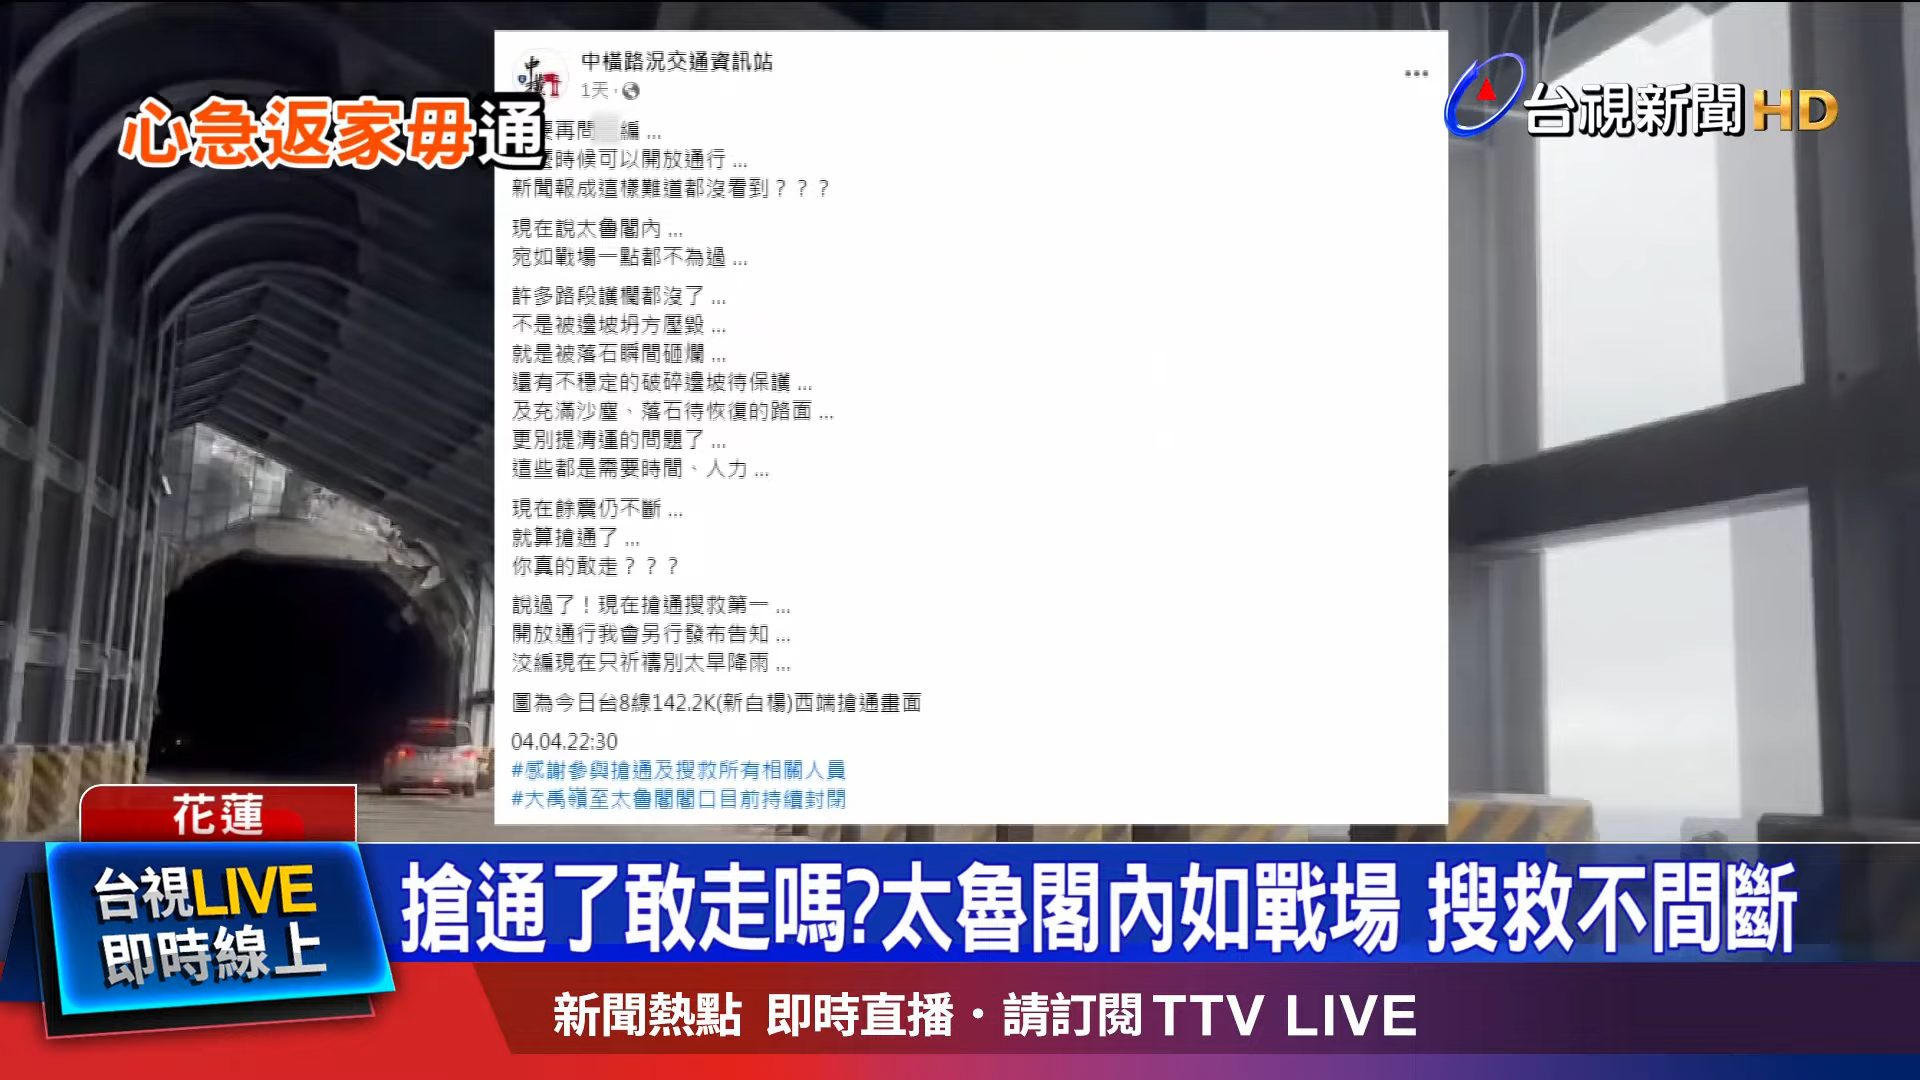 中橫路況交通資訊站
1天
心急返家毋通
台視新聞HD
要再問 編 ...
麼時候可以開放通行 ...
新聞報成這樣難道都沒看到？？？
現在說太魯閣內 ...
宛如戰場一點都不為過 ...
許多路段護欄都沒了 ...
不是被邊坡坍方壓毀 ...
就是被落石瞬間砸爛 ...
還有不穩定的破碎邊坡待保護 ...
及充滿沙塵、落石待恢復的路面 ...
更別提清運的問題了 ...
這些都是需要時間、人力 ...
現在餘震仍不斷 ...
就算搶通了 ...
你真的敢走？？？
說過了！現在搶通搜救第一 ...
開放通行我會另行發布告知 ...
洨編現在只祈禱別太早降雨 ...
圖為今日台8線142.2K(新白楊)西端搶通畫面
04.04.22:30
#感謝參與搶通及搜救所有相關人員
#大禹嶺至太魯閣閣口目前持續封閉
花蓮
台視LIVE
即時線上
搶通了敢走嗎?太魯閣內如戰場 搜救不間斷
新聞熱點 即時直播·請訂閱TTV LIVE